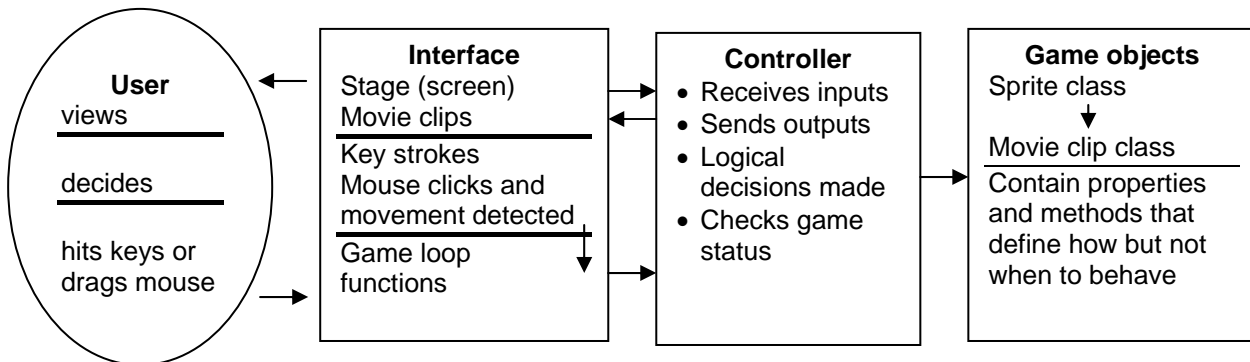 User
views
decides
hits keys or
drags mouse
Interface
Stage (screen)
Movie clips
Key strokes
Mouse clicks and
movement detected
Game loop
functions
Controller
• Receives inputs
• Sends outputs
• Logical
decisions made
• Checks game
status
Game objects
Sprite class
Movie clip class
Contain properties
and methods that
define how but not
when to behave